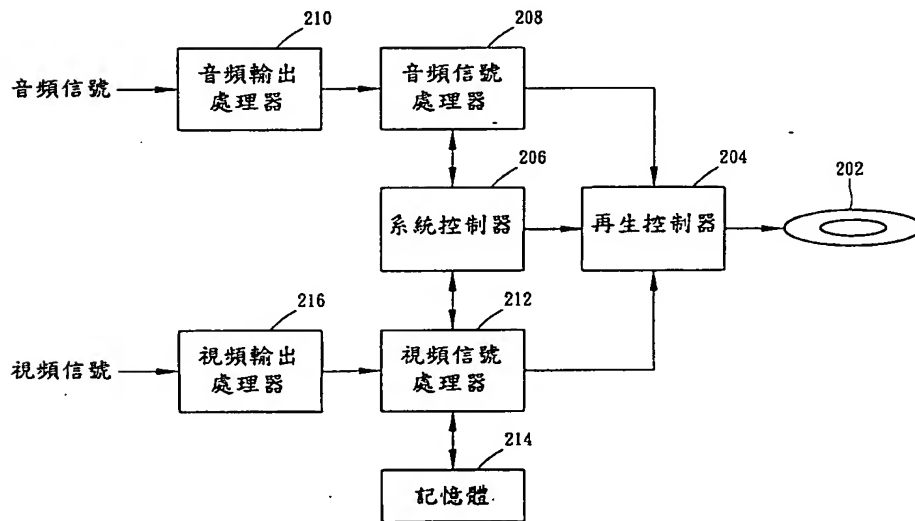 210
208
音頻信號
音頻輸出
處理器
音頻信號
處理器
206
204
202
系統控制器
再生控制器
216
212
視頻信號
視頻輸出
處理器
視頻信號
處理器
214
記憶體